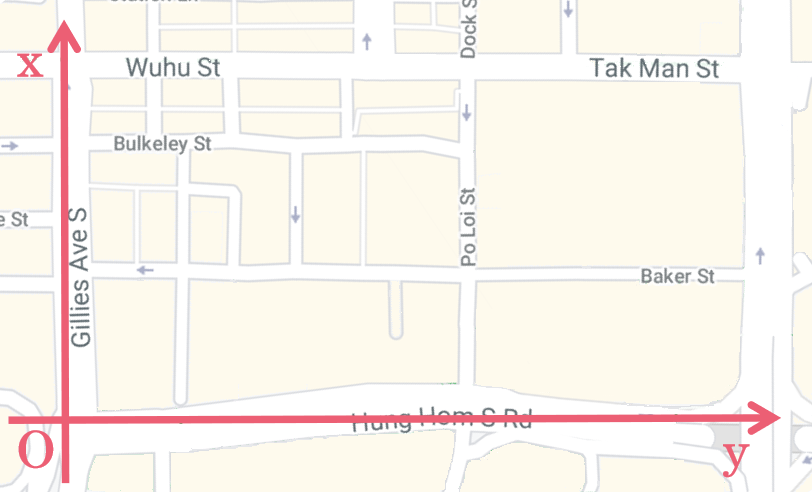 x
Wuhu St
Dock S
Tak Man St
Bulkeley St
e St
Gillies Ave S
Po Loi St
Baker St
Hung Hom S Rd
O
y